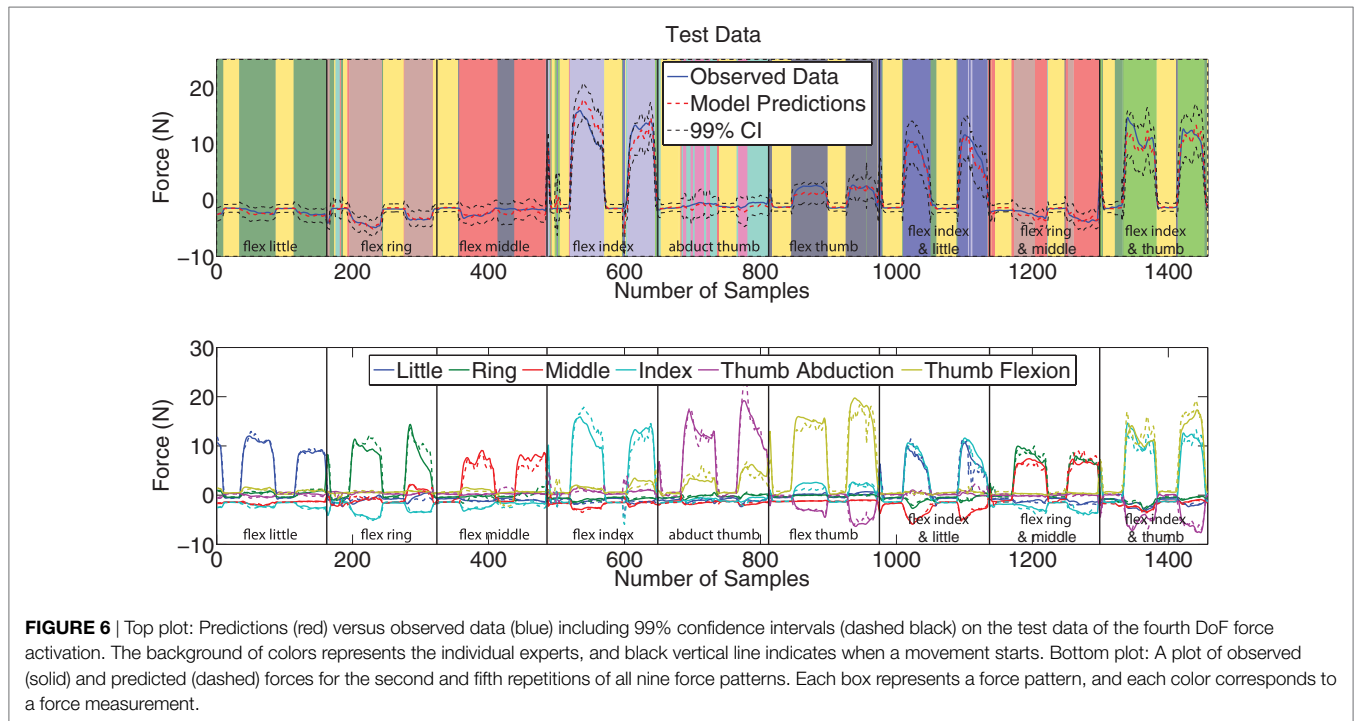 Test Data
Observed Data
Model Predictions
99% CI
Force (N)
20
10
0
−10
flex little
flex ring
flex middle
flex index
abduct thumb
flex thumb
flex index
& little
flex ring
& middle
flex index
& thumb
0 200 400 600 800 1000 1200 1400
Number of Samples
Little Ring Middle Index Thumb Abduction Thumb Flexion
Force (N)
30
20
10
0
−10
flex little
flex ring
flex middle
flex index
abduct thumb
flex thumb
flex index
& little
flex ring
& middle
flex index
& thumb
0 200 400 600 800 1000 1200 1400
Number of Samples
FIGURE 6 | Top plot: Predictions (red) versus observed data (blue) including 99% confidence intervals (dashed black) on the test data of the fourth DoF force
activation. The background of colors represents the individual experts, and black vertical line indicates when a movement starts. Bottom plot: A plot of observed
(solid) and predicted (dashed) forces for the second and fifth repetitions of all nine force patterns. Each box represents a force pattern, and each color corresponds to
a force measurement.